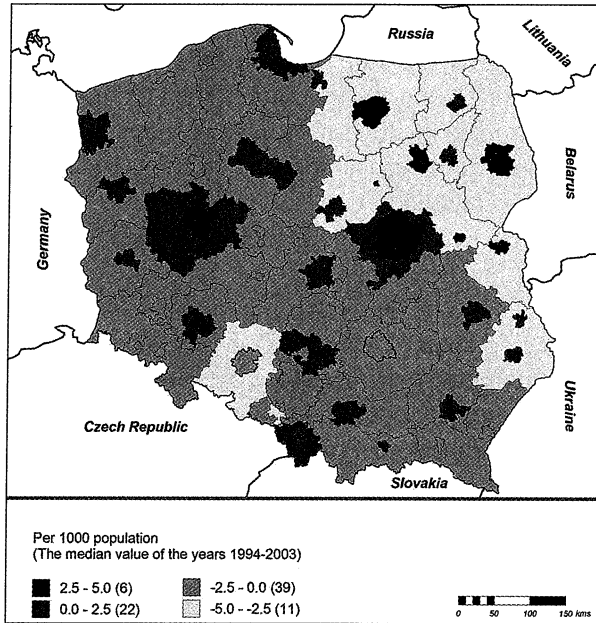 Russia
Lithuania
Belarus
Germany
Ukraine
Czech Republic
Slovakia
Per 1000 population
(The median value of the years 1994-2003)
2.5 - 5.0 (6)
0.0 - 2.5 (22)
-2.5 - 0.0 (39)
-5.0 - -2.5 (11)
0 50 100 150 kms